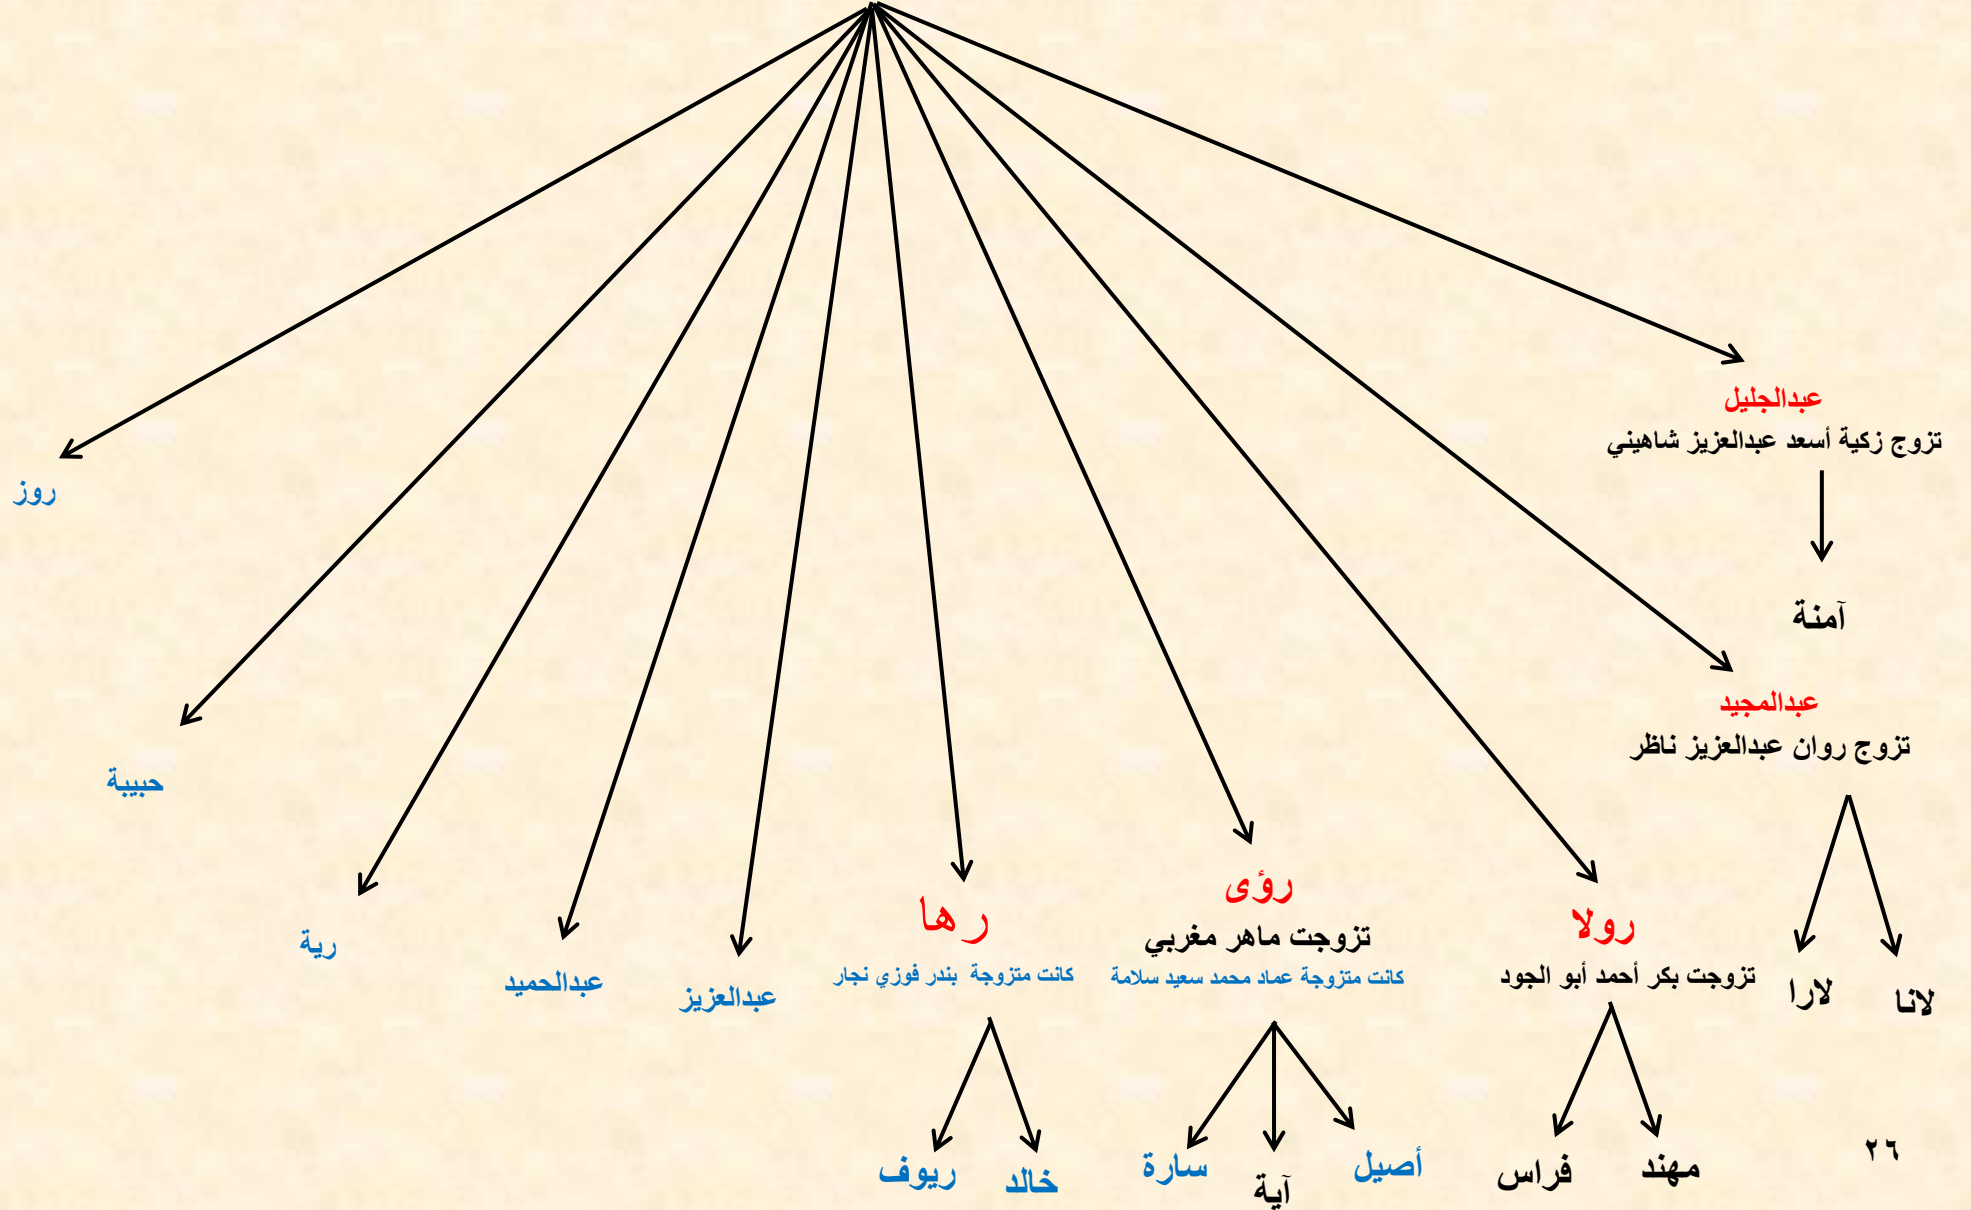 عبدالجليل
تزوج زكية أسعد عبدالعزيز شاهيني
آمنة
عبدالمجيد
تزوج روان عبدالعزيز ناظر
لانا
لارا
رولا
تزوجت بكر أحمد أبو الجود
مهند
فراس
رؤى
تزوجت ماهر مغربي
كانت متزوجة عماد محمد سعيد سلامة
أصيل
آية
سارة
رها
كانت متزوجة بندر فوزي نجار
خالد
ريوف
عبدالعزيز
عبدالحميد
رية
حبيبة
روز
٢٦